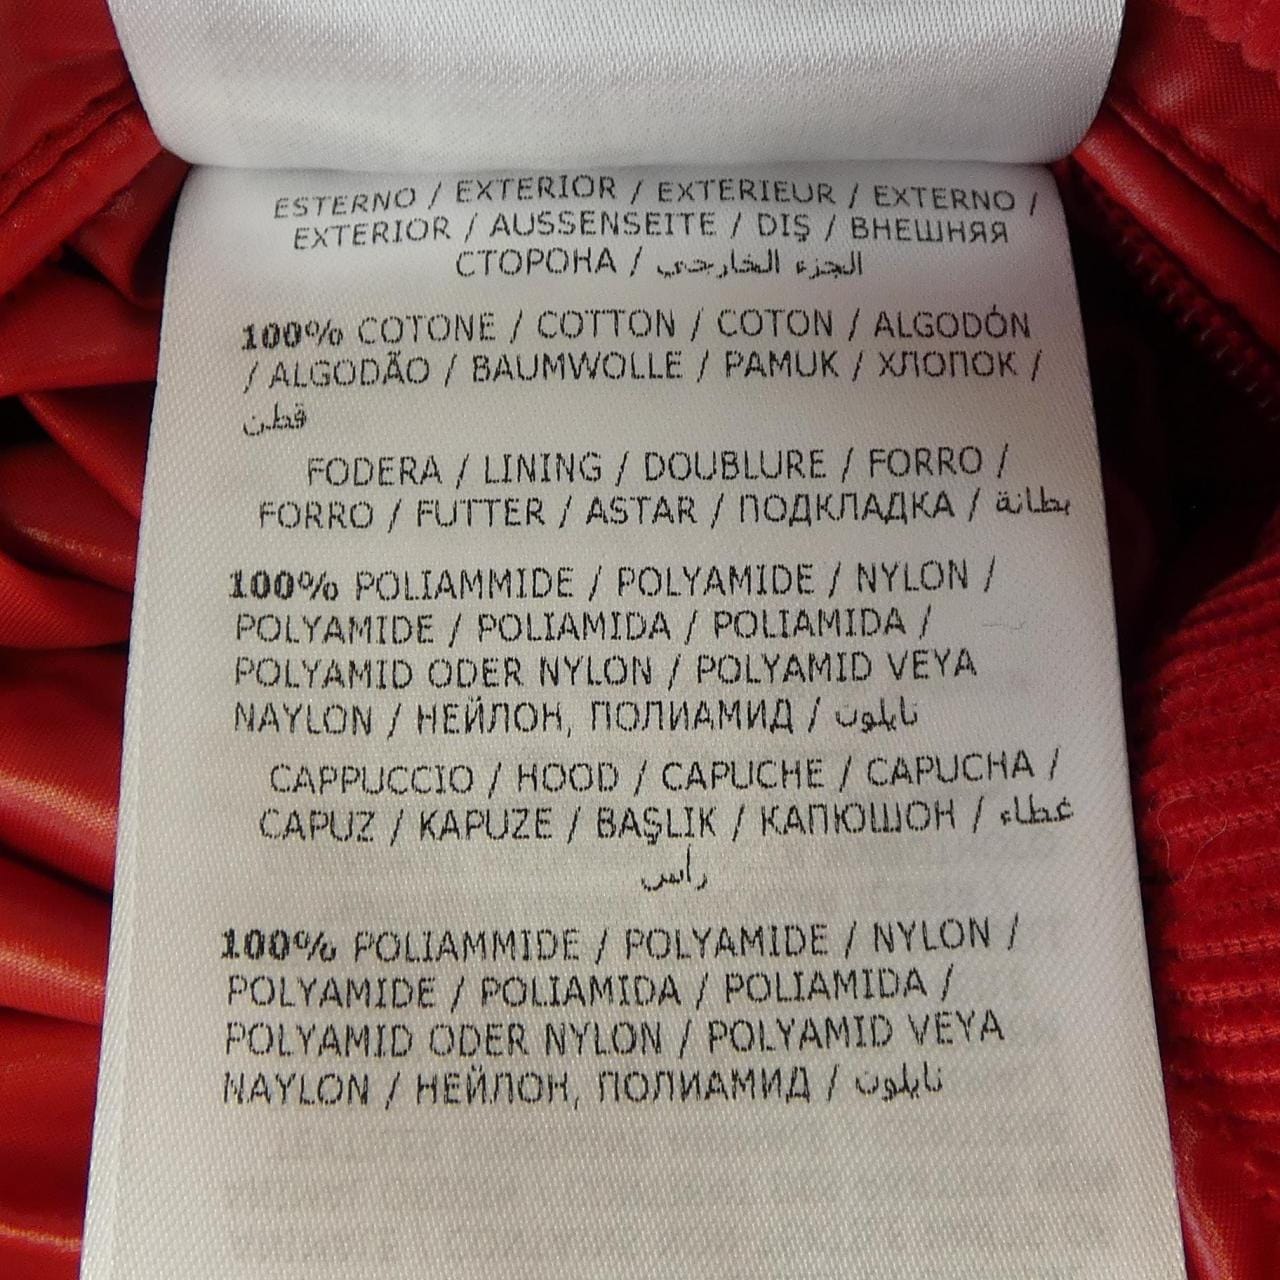 ESTERNO / EXTERIOR / EXTERIEUR / EXTERNO /
EXTERIOR / AUSSENSEITE / DIŞ / ВНЕШНЯЯ
СТОРОНА / الجزء الخارجي
100% COTONE / COTTON / COTON / ALGODÓN
/ ALGODÃO / BAUMWOLLE / PAMUK / ХЛОПОК /
قطن
FODERA / LINING / DOUBLURE / FORRO /
FORRO / FUTTER / ASTAR / ПОДКЛАДКА / بطانة
100% POLIAMMIDE / POLYAMIDE / NYLON /
POLYAMIDE / POLIAMIDA / POLIAMIDA /
POLYAMID ODER NYLON / POLYAMID VEYA
NAYLON / НЕЙЛОН, ПОЛИАМИД / نايلون
CAPPUCCIO / HOOD / CAPUCHE / CAPUCHA /
CAPUZ / KAPUZE / BAŞLIK / КАПЮШОН / غطاء
رأس
100% POLIAMMIDE / POLYAMIDE / NYLON /
POLYAMIDE / POLIAMIDA / POLIAMIDA /
POLYAMID ODER NYLON / POLYAMID VEYA
NAYLON / НЕЙЛОН, ПОЛИАМИД / نايلون